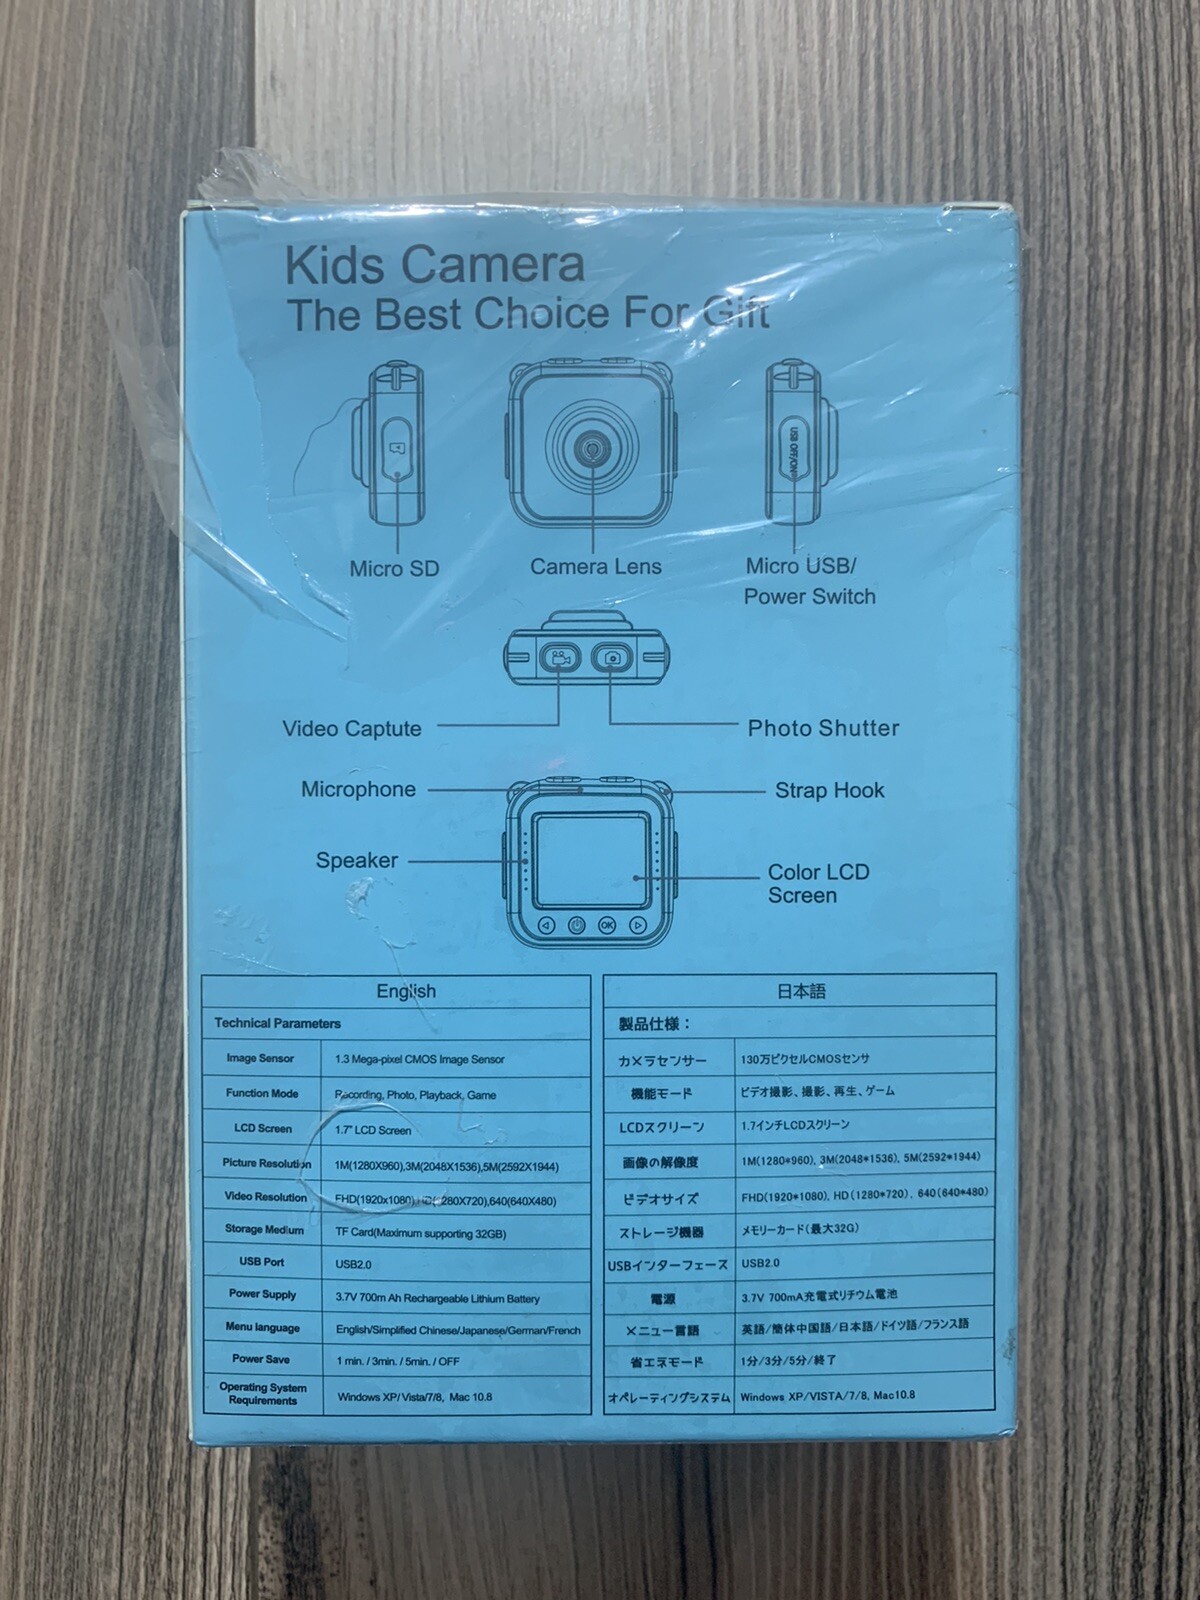 Kids Camera
The Best Choice For Gift
USB OFF/ON
Micro SD
Camera Lens
Micro USB/
Power Switch
Video Captute
Photo Shutter
Microphone
Strap Hook
Speaker
Color LCD
Screen
OK
English
Technical Parameters
Image Sensor 1.3 Mega-pixel CMOS Image Sensor
Function Mode Recording, Photo, Playback, Game
LCD Screen 1.7" LCD Screen
Picture Resolution 1M(1280X960),3M(2048X1536),5M(2592X1944)
Video Resolution FHD(1920x1080),HD(1280X720),640(640X480)
Storage Medium TF Card(Maximum supporting 32GB)
USB Port USB2.0
Power Supply 3.7V 700m Ah Rechargeable Lithium Battery
Menu language English/Simplified Chinese/Japanese/German/French
Power Save 1 min. / 3min. / 5min. / OFF
Operating System
Requirements Windows XP/ Vista/7/8, Mac 10.8
日本語
製品仕様：
カメラセンサー 130万ピクセルCMOSセンサ
機能モード ビデオ撮影、撮影、再生、ゲーム
LCDスクリーン 1.7インチLCDスクリーン
画像の解像度 1M(1280*960), 3M(2048*1536), 5M(2592*1944)
ビデオサイズ FHD(1920*1080), HD(1280*720), 640(640*480)
ストレージ機器 メモリーカード(最大32G)
USBインターフェース USB2.0
電源 3.7V 700mA充電式リチウム電池
メニュー言語 英語/簡体中国語/日本語/ドイツ語/フランス語
省エネモード 1分/3分/5分/終了
オペレーティングシステム Windows XP/VISTA/7/8, Mac10.8